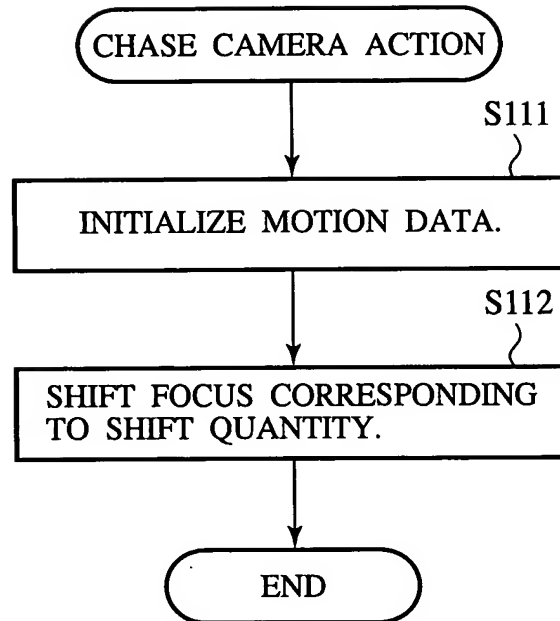 CHASE CAMERA ACTION
S111
INITIALIZE MOTION DATA.
S112
SHIFT FOCUS CORRESPONDING
TO SHIFT QUANTITY.
END